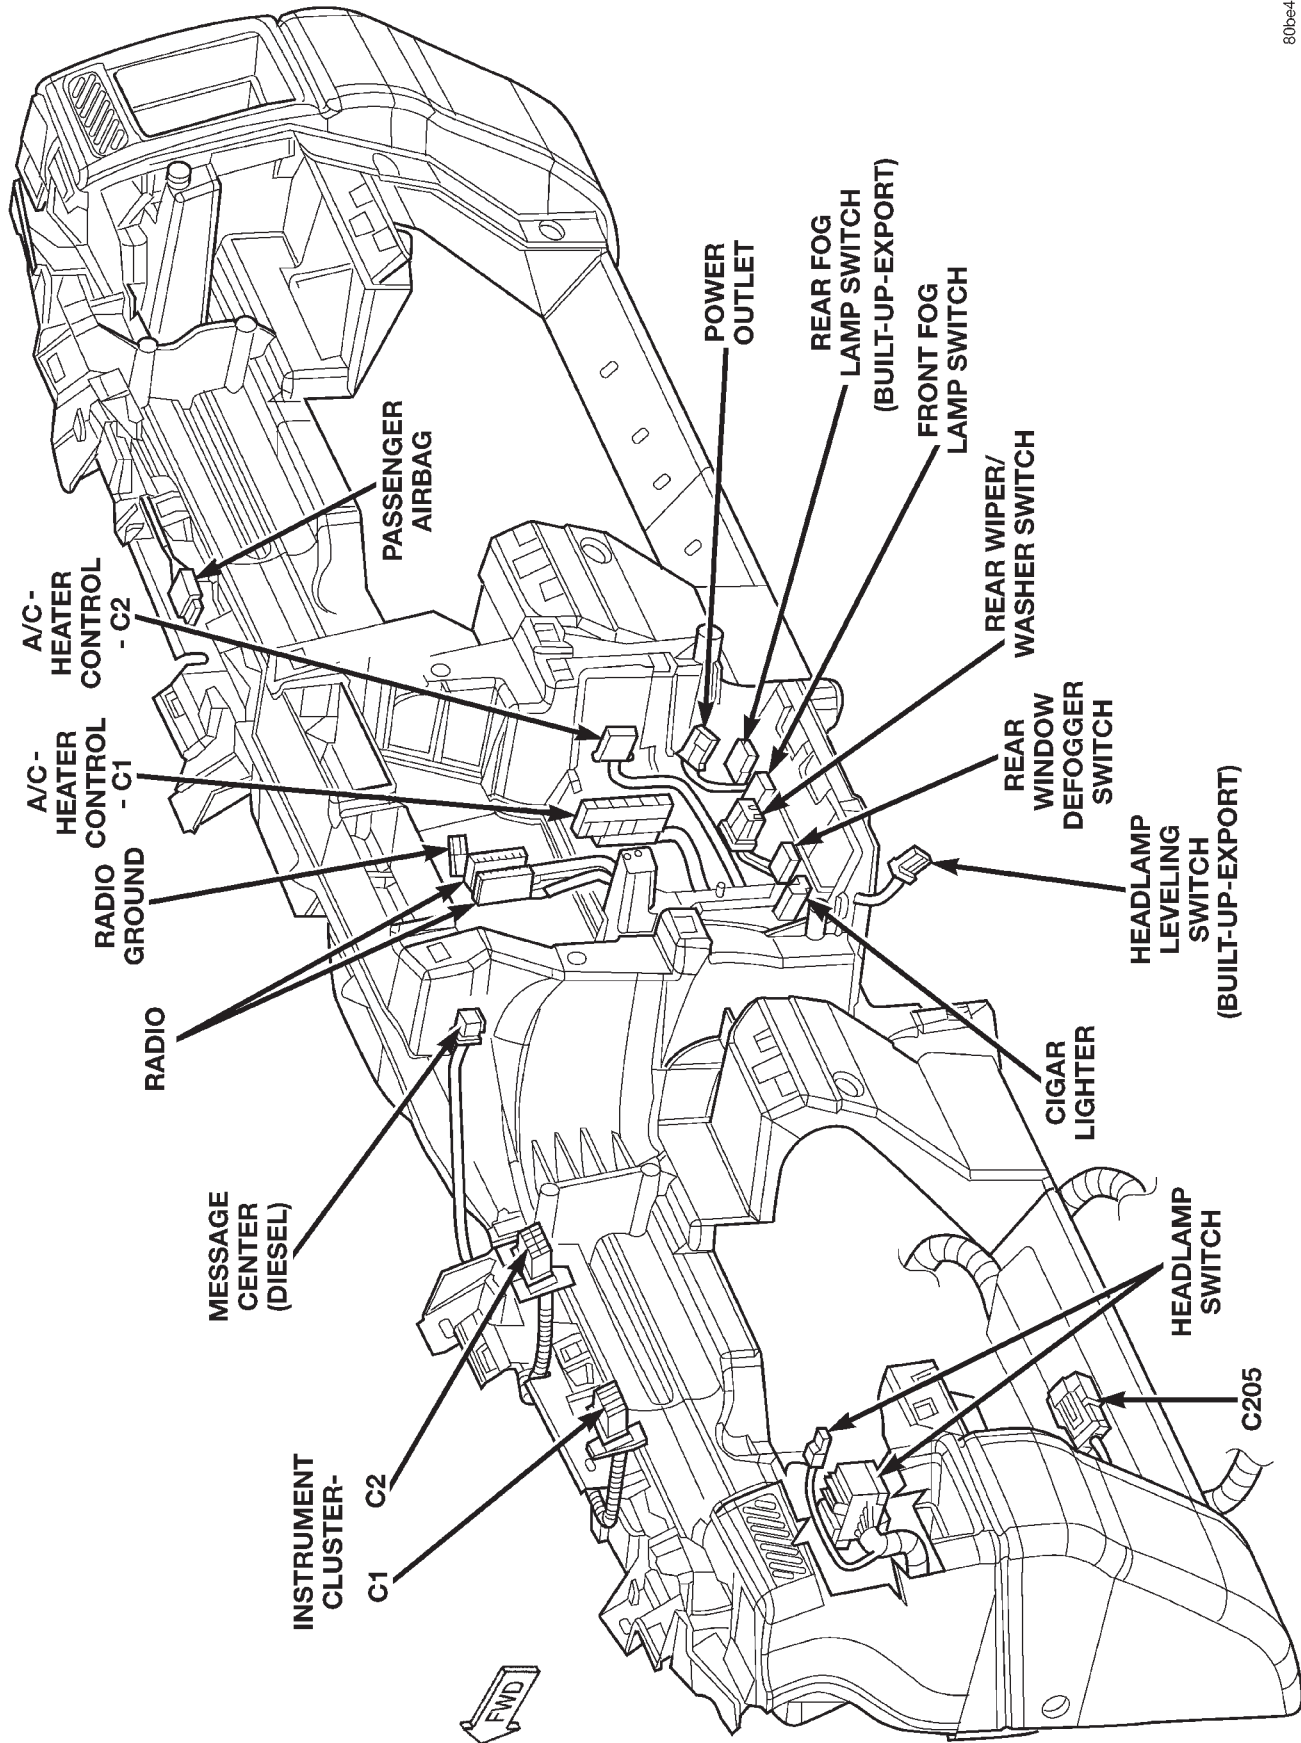 INSTRUMENT
CLUSTER-
C1
C2
MESSAGE
CENTER
(DIESEL)
RADIO
RADIO
GROUND
A/C -
HEATER
CONTROL
- C1
A/C -
HEATER
CONTROL
- C2
PASSENGER
AIRBAG
POWER
OUTLET
REAR FOG
LAMP SWITCH
(BUILT-UP-EXPORT)
FRONT FOG
LAMP SWITCH
REAR WIPER/
WASHER SWITCH
REAR
WINDOW
DEFOGGER
SWITCH
HEADLAMP
LEVELING
SWITCH
(BUILT-UP-EXPORT)
CIGAR
LIGHTER
HEADLAMP
SWITCH
C205
FWD
80be4